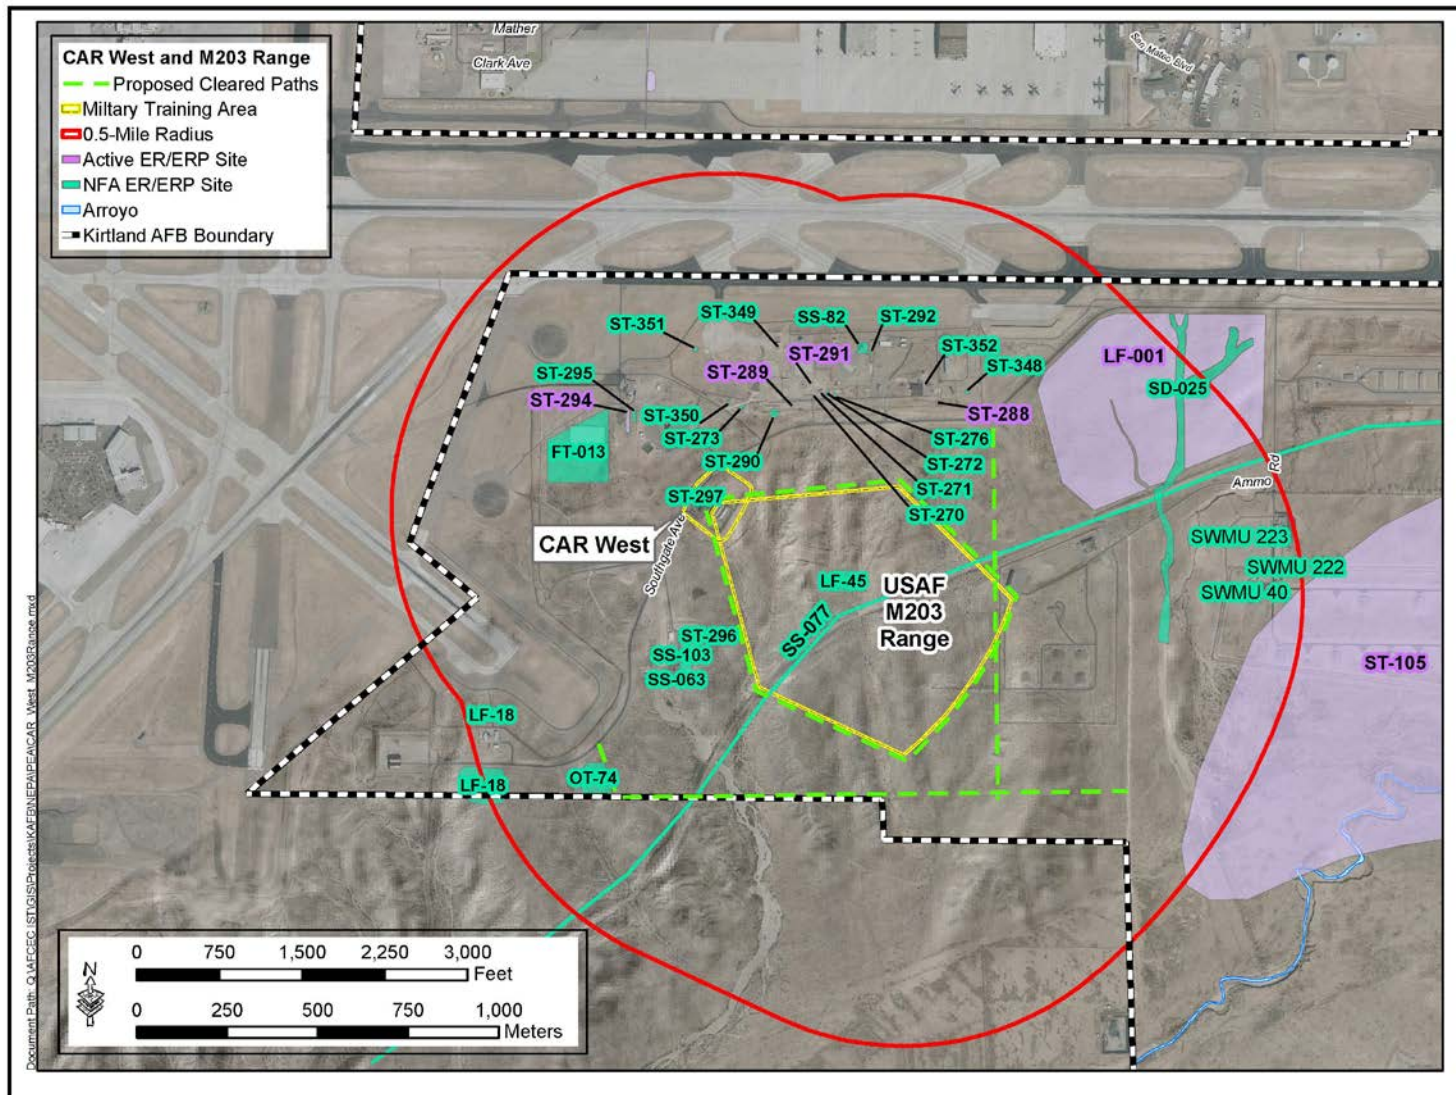 Mather
Clark Ave
San Mateo Blvd
CAR West and M203 Range
Proposed Cleared Paths
Miltary Training Area
0.5-Mile Radius
Active ER/ERP Site
NFA ER/ERP Site
Arroyo
Kirtland AFB Boundary
ST-349
SS-82
ST-292
ST-351
ST-291
ST-352
LF-001
ST-289
ST-348
ST-295
SD-025
ST-294
ST-350
ST-288
ST-273
ST-276
FT-013
ST-290
ST-272
ST-271
ST-297
ST-270
Ammo Rd
CAR West
Southgate Ave
SWMU 223
SWMU 222
SWMU 40
LF-45
USAF
M203
Range
SS-077
ST-296
SS-103
SS-063
ST-105
LF-18
OT-74
LF-18
N
0 750 1,500 2,250 3,000
Feet
0 250 500 750 1,000
Meters